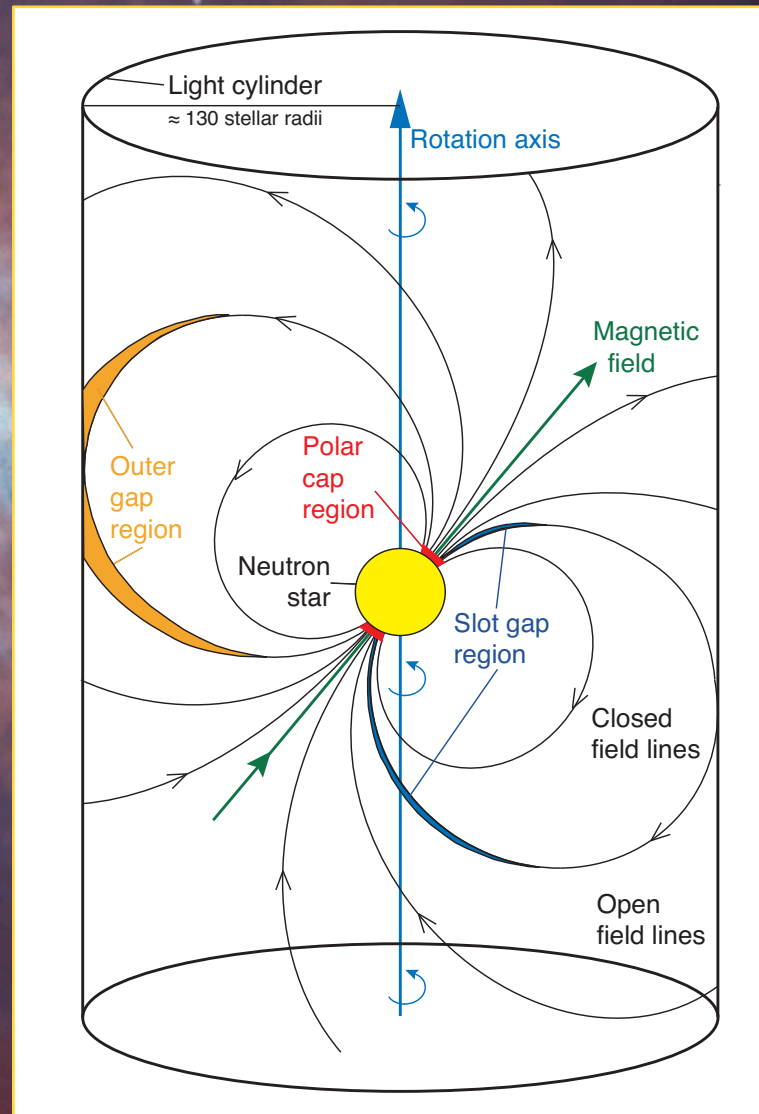 Light cylinder
≈ 130 stellar radii
Rotation axis
Magnetic
field
Polar
cap
region
Outer
gap
region
Neutron
star
Slot gap
region
Closed
field lines
Open
field lines